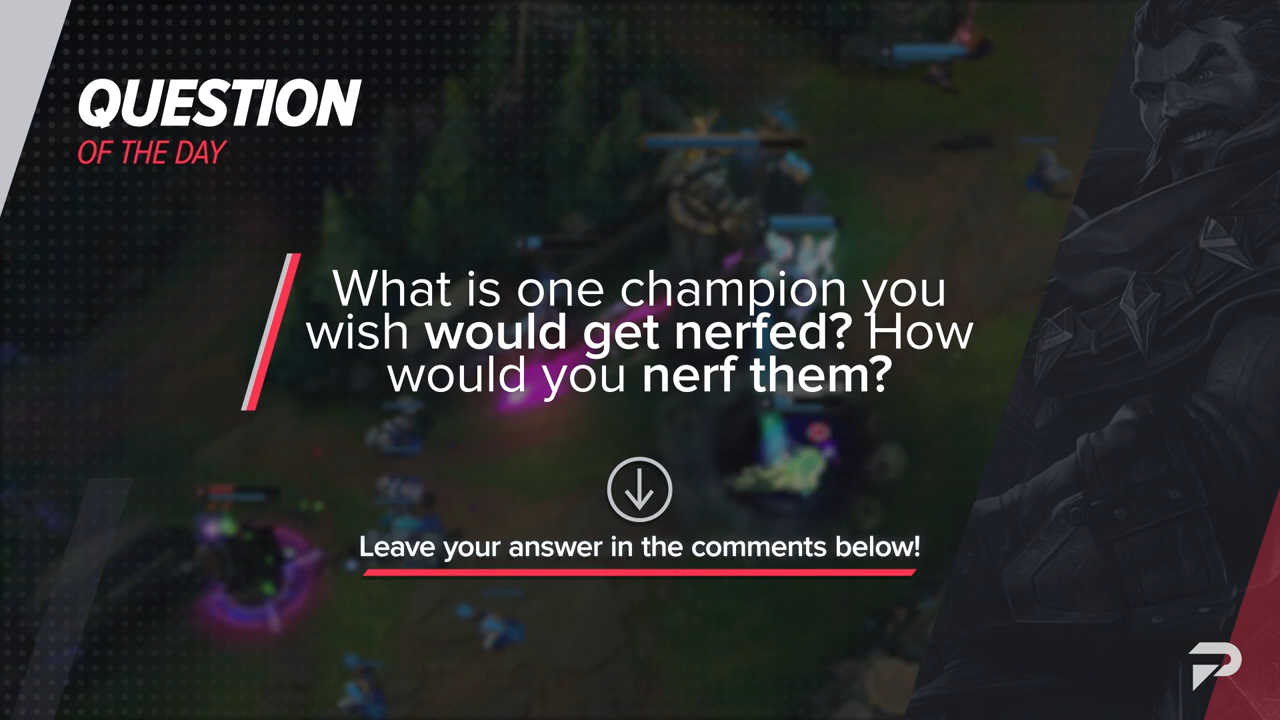 QUESTION
OF THE DAY
What is one champion you
wish would get nerfed? How
would you nerf them?
Leave your answer in the comments below!